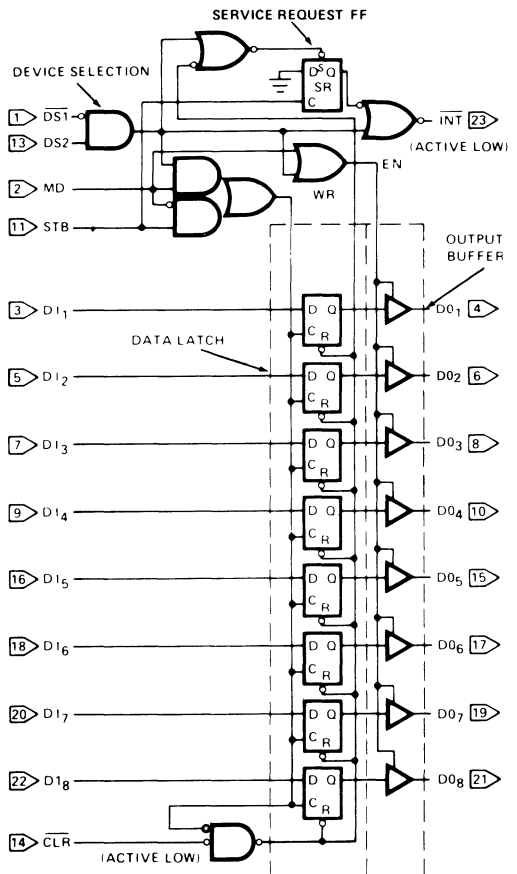 SERVICE REQUEST FF
DEVICE SELECTION
D S Q
SR
C
1 DS1
13 DS2
INT 23
(ACTIVE LOW)
2 MD
EN
WR
11 STB
OUTPUT
BUFFER
3 DI1 D Q C R DO1 4
DATA LATCH
5 DI2 D Q C R DO2 6
7 DI3 D Q C R DO3 8
9 DI4 D Q C R DO4 10
16 DI5 D Q C R DO5 15
18 DI6 D Q C R DO6 17
20 DI7 D Q C R DO7 19
22 D18 D Q C R DO8 21
14 CLR
(ACTIVE LOW)